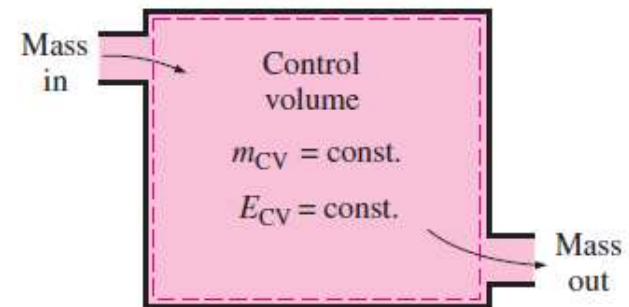 Mass
in
Control
volume
mCV = const.
ECV = const.
Mass
out